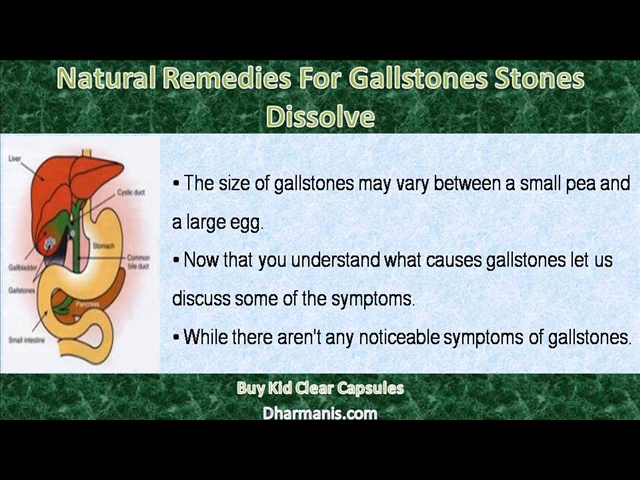 Natural Remedies For Gallstones Stones
Dissolve
Liver
Cystic duct
Stomach
Common
bile duct
Gallbladder
Gallstones
Pancreas
Small intestine
• The size of gallstones may vary between a small pea and
a large egg.
• Now that you understand what causes gallstones let us
discuss some of the symptoms.
• While there aren't any noticeable symptoms of gallstones.
Buy Kid Clear Capsules
Dharmanis.com